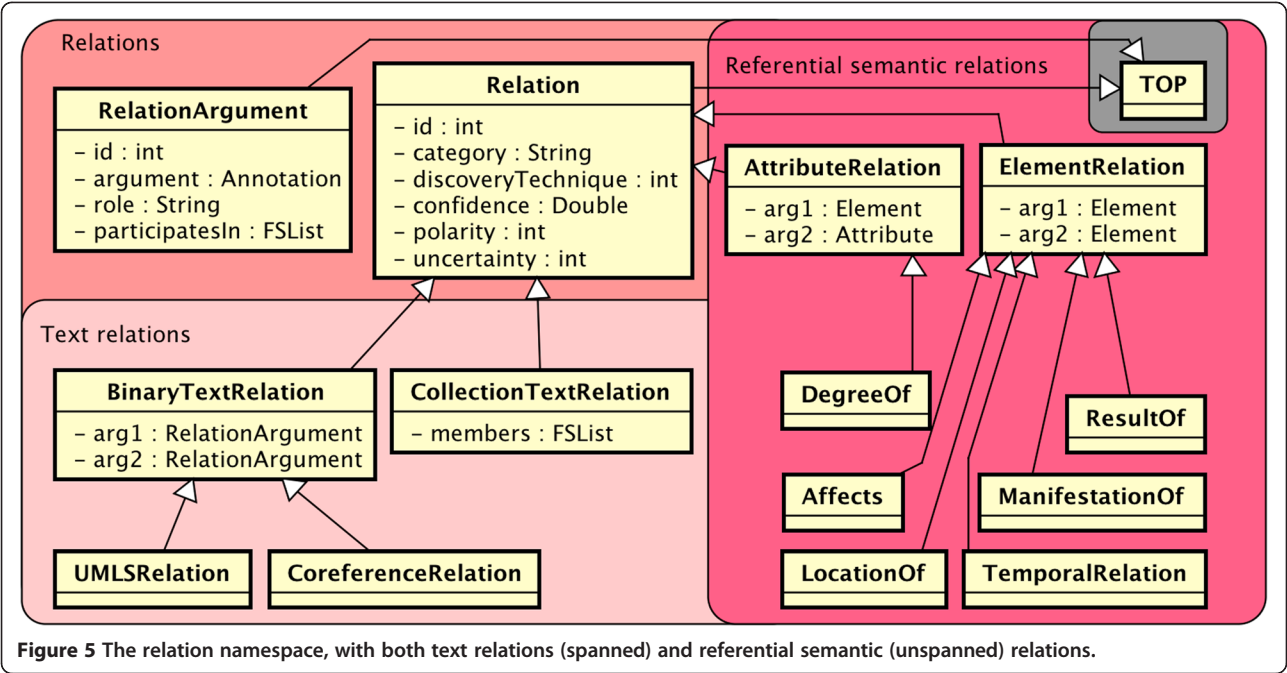 Relations
RelationArgument
– id : int
– argument : Annotation
– role : String
– participatesIn : FSList
Relation
– id : int
– category : String
– discoveryTechnique : int
– confidence : Double
– polarity : int
– uncertainty : int
Referential semantic relations
TOP
AttributeRelation
– arg1 : Element
– arg2 : Attribute
ElementRelation
– arg1 : Element
– arg2 : Element
Text relations
BinaryTextRelation
– arg1 : RelationArgument
– arg2 : RelationArgument
CollectionTextRelation
– members : FSList
UMLSRelation
CoreferenceRelation
DegreeOf
ResultOf
Affects
ManifestationOf
LocationOf
TemporalRelation
Figure 5 The relation namespace, with both text relations (spanned) and referential semantic (unspanned) relations.